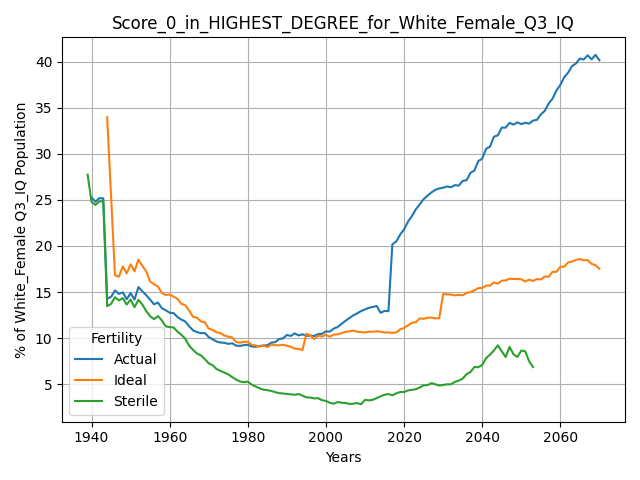 Score_0_in_HIGHEST_DEGREE_for_White_Female_Q3_IQ
% of White_Female Q3_IQ Population
40
35
30
25
20
15
10
5
Fertility
Actual
Ideal
Sterile
1940 1960 1980 2000 2020 2040 2060
Years